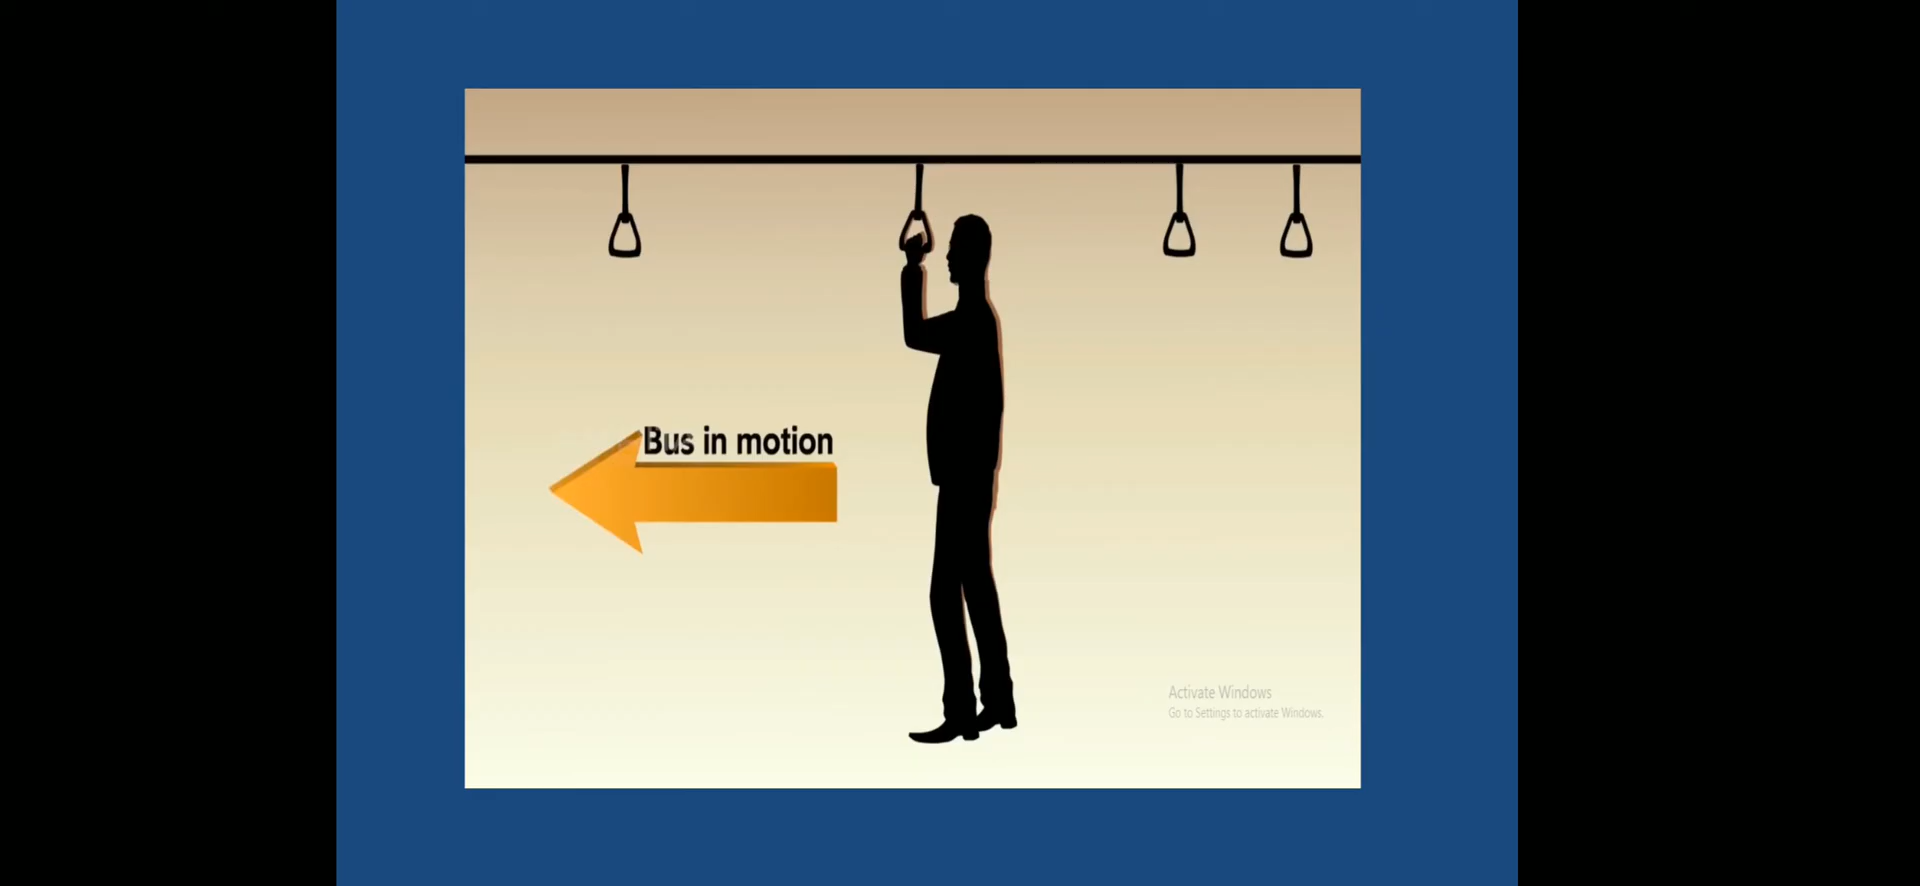 Bus in motion
Activate Windows
Go to Settings to activate Windows.